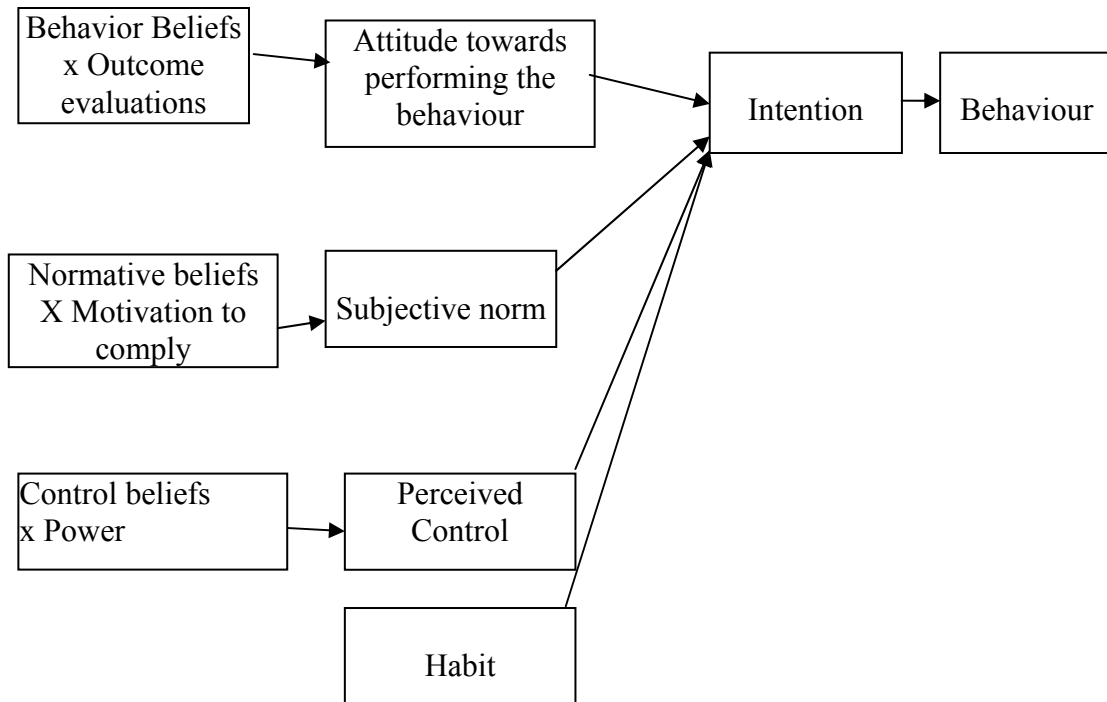 Behavior Beliefs
x Outcome
evaluations
Attitude towards
performing the
behaviour
Intention
Behaviour
Normative beliefs
X Motivation to
comply
Subjective norm
Control beliefs
x Power
Perceived
Control
Habit